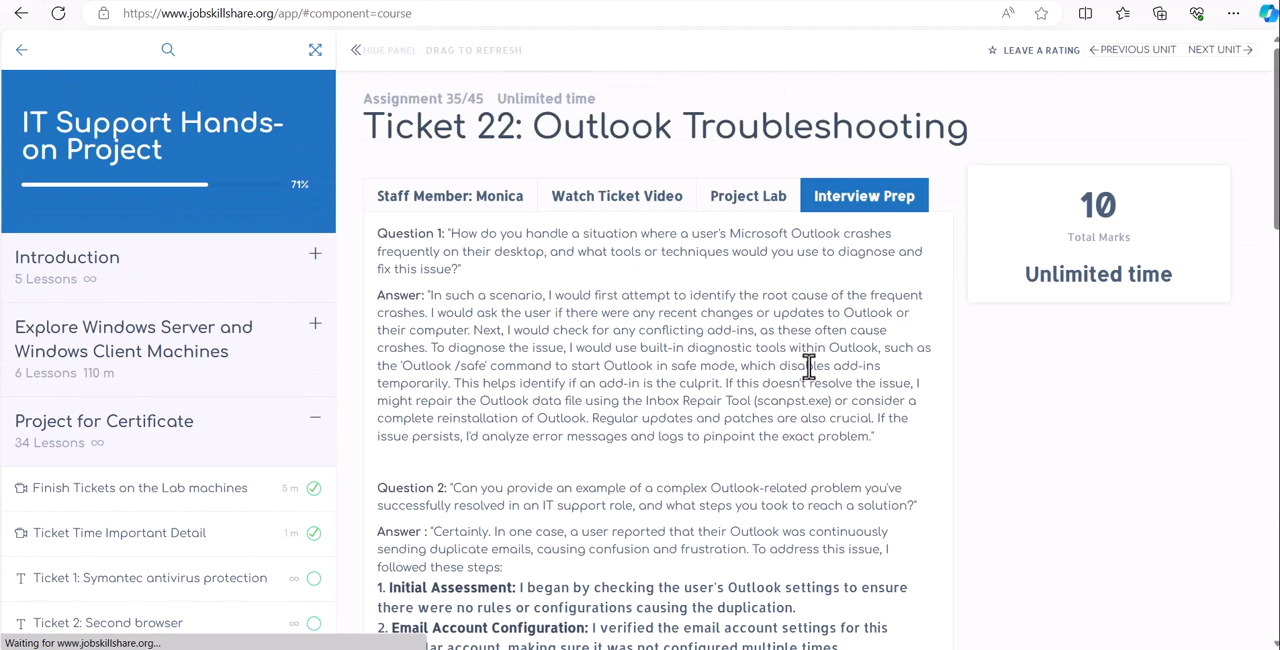 https://www.jobskillshare.org/app/#component=course
HIDE PANEL DRAG TO REFRESH
LEAVE A RATING
PREVIOUS UNIT NEXT UNIT
IT Support Hands-
on Project
71%
Introduction
5 Lessons
Explore Windows Server and
Windows Client Machines
6 Lessons 110 m
Project for Certificate
34 Lessons
Finish Tickets on the Lab machines 5 m
Ticket Time Important Detail 1 m
T Ticket 1: Symantec antivirus protection
T Ticket 2: Second browser
Waiting for www.jobskillshare.org...
Assignment 35/45 Unlimited time
Ticket 22: Outlook Troubleshooting
Staff Member: Monica Watch Ticket Video Project Lab Interview Prep
Question 1: "How do you handle a situation where a user's Microsoft Outlook crashes
frequently on their desktop, and what tools or techniques would you use to diagnose and
fix this issue?"
Answer: "In such a scenario, I would first attempt to identify the root cause of the frequent
crashes. I would ask the user if there were any recent changes or updates to Outlook or
their computer. Next, I would check for any conflicting add-ins, as these often cause
crashes. To diagnose the issue, I would use built-in diagnostic tools within Outlook, such as
the 'Outlook /safe' command to start Outlook in safe mode, which disables add-ins
temporarily. This helps identify if an add-in is the culprit. If this doesn't resolve the issue, I
might repair the Outlook data file using the Inbox Repair Tool (scanpst.exe) or consider a
complete reinstallation of Outlook. Regular updates and patches are also crucial. If the
issue persists, I'd analyze error messages and logs to pinpoint the exact problem."
Question 2: "Can you provide an example of a complex Outlook-related problem you've
successfully resolved in an IT support role, and what steps you took to reach a solution?"
Answer : "Certainly. In one case, a user reported that their Outlook was continuously
sending duplicate emails, causing confusion and frustration. To address this issue, I
followed these steps:
1. Initial Assessment: I began by checking the user's Outlook settings to ensure
there were no rules or configurations causing the duplication.
2. Email Account Configuration: I verified the email account settings for this
lar account, making sure it was not configured multiple times.
10
Total Marks
Unlimited time